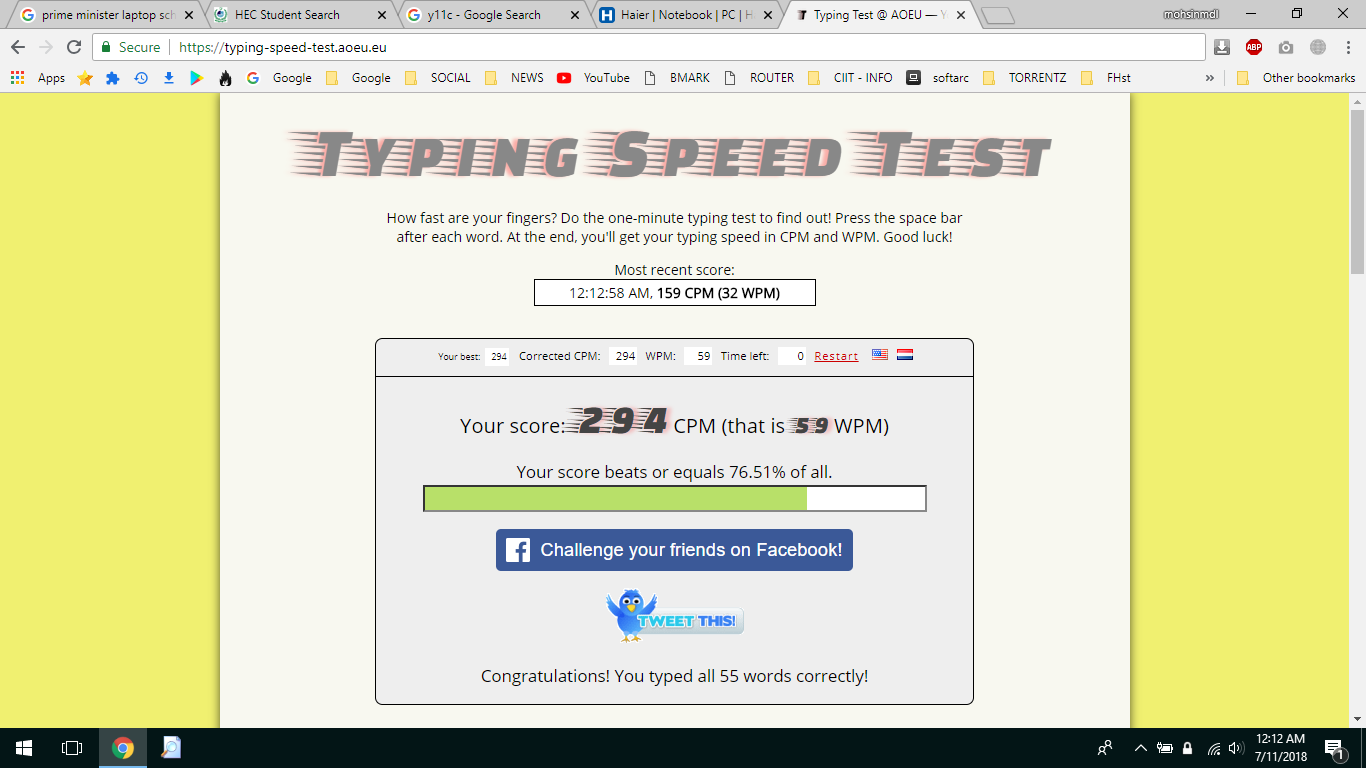 prime minister laptop sch
HEC Student Search
y11c - Google Search
Haier | Notebook | PC | H
Typing Test @ AOEU — Y
mohsinmdl
Secure
https://typing-speed-test.aoeu.eu
ABP
Apps
Google
Google
SOCIAL
NEWS
YouTube
BMARK
ROUTER
CIIT - INFO
softarc
TORRENTZ
FHst
»
Other bookmarks
TYPING SPEED TEST
How fast are your fingers? Do the one-minute typing test to find out! Press the space bar
after each word. At the end, you'll get your typing speed in CPM and WPM. Good luck!
Most recent score:
12:12:58 AM, 159 CPM (32 WPM)
Your best: 294 Corrected CPM: 294 WPM: 59 Time left: 0 Restart
Your score: 294 CPM (that is 59 WPM)
Your score beats or equals 76.51% of all.
Challenge your friends on Facebook!
TWEET THIS!
Congratulations! You typed all 55 words correctly!
12:12 AM
7/11/2018
1